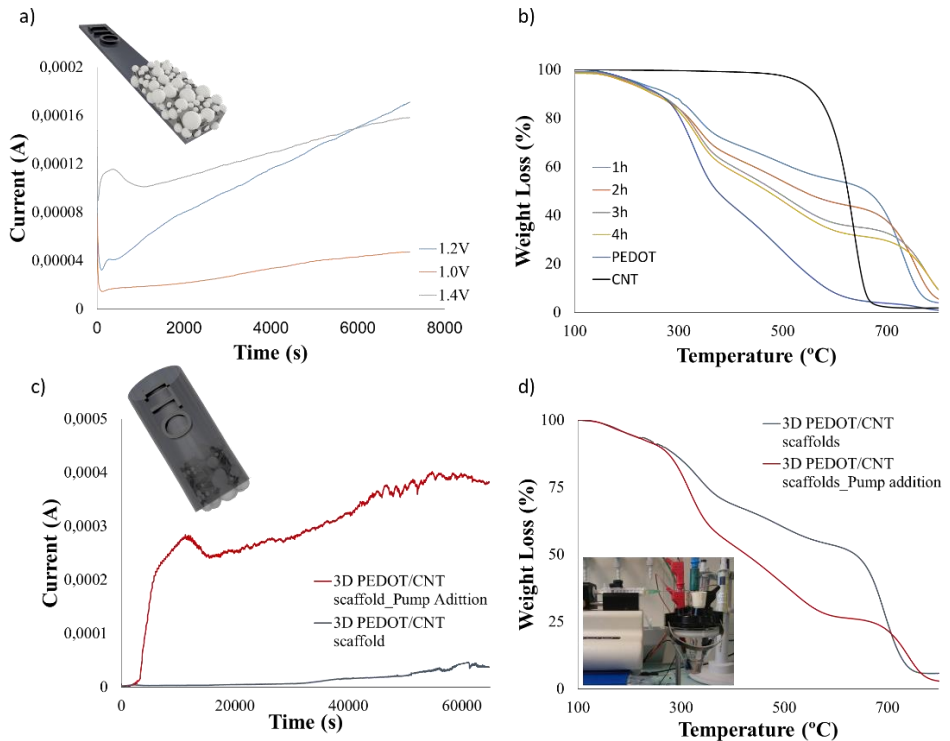 a)
ITO
0,0002
0,00016
0,00012
0,00008
0,00004
0
0
2000
4000
6000
8000
Current (A)
Time (s)
1.2V
1.0V
1.4V
b)
100
80
60
40
20
0
100
300
500
700
Weight Loss (%)
Temperature (ºC)
1h
2h
3h
4h
PEDOT
CNT
c)
ITO
0,0005
0,0004
0,0003
0,0002
0,0001
0
0
20000
40000
60000
Current (A)
Time (s)
3D PEDOT/CNT
scaffold_Pump Adittion
3D PEDOT/CNT
scaffold
d)
100
75
50
25
0
100
300
500
700
Weight Loss (%)
Temperature (ºC)
3D PEDOT/CNT
scaffolds
3D PEDOT/CNT
scaffolds_Pump addition